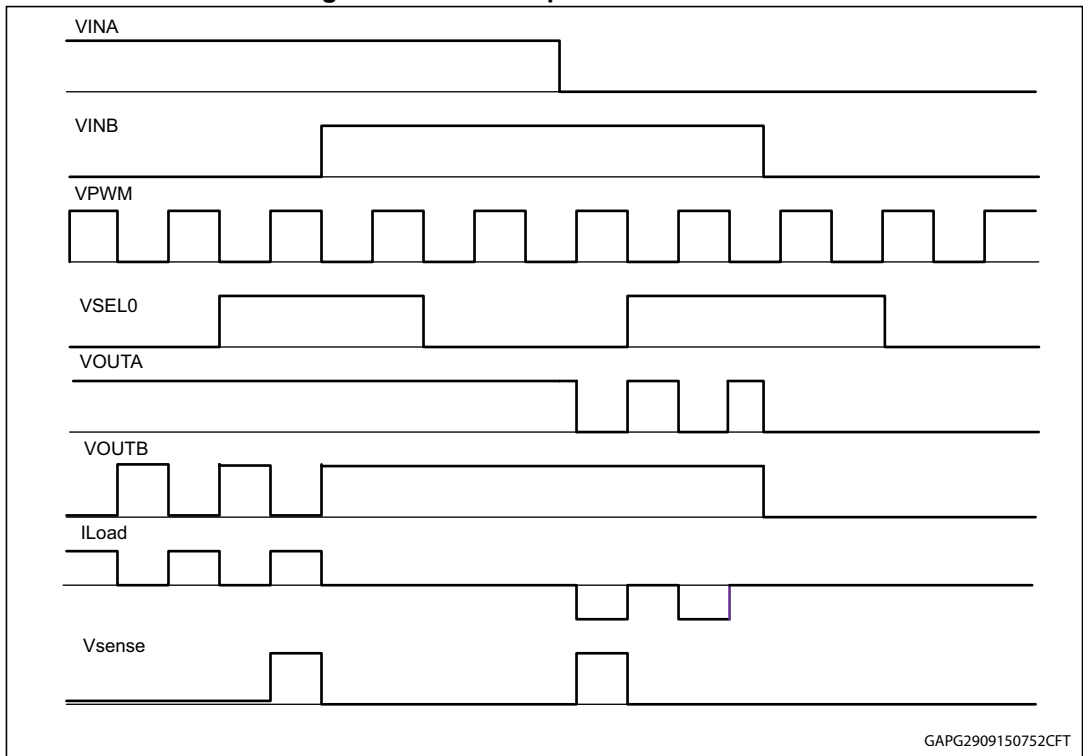 VINA
VINB
VPWM
VSEL0
VOUTA
VOUTB
ILoad
Vsense
GAPG2909150752CFT